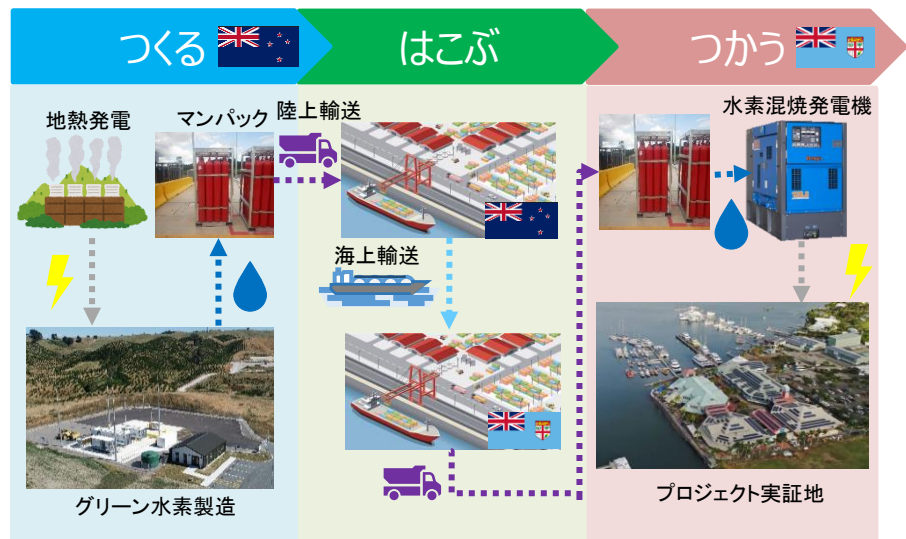 つくる
はこぶ
つかう
地熱発電
マンパック
陸上輸送
水素混焼発電機
海上輸送
グリーン水素製造
プロジェクト実証地